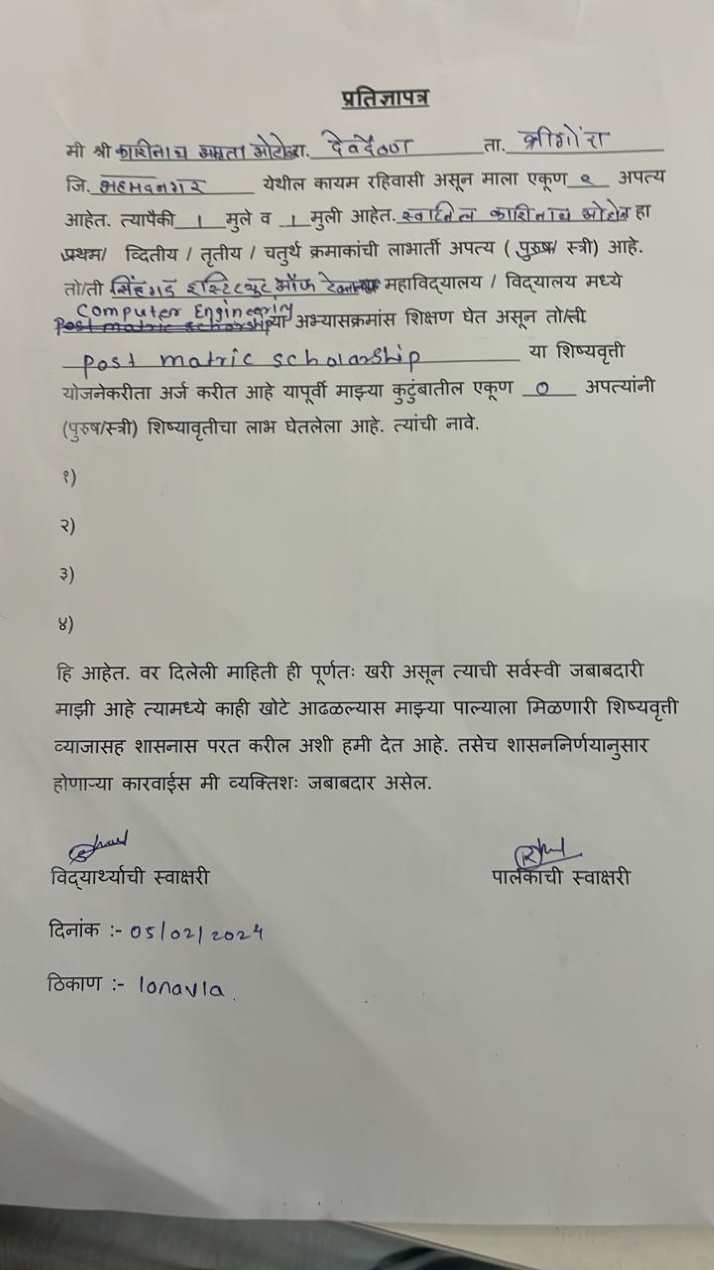 प्रतिज्ञापत्र
मी श्री काशिनाथ रा. देवदैठण ता. श्रीगोंदा
जि. अहमदनगर येथील कायम रहिवासी असून माला एकूण २ अपत्य
आहेत. त्यापैकी 1 मुले व 1 मुली आहेत. स्वप्निल काशिनाथ हा
प्रथम/ व्दितीय / तृतीय / चतुर्थ क्रमाकांची लाभार्ती अपत्य ( पुरुष/ स्त्री) आहे.
तो/ती सिंहगड इन्स्टिट्यूट ऑफ महाविद्यालय / विद्यालय मध्ये
Computer Engineering
Post matric scholarship या अभ्यासक्रमांस शिक्षण घेत असून तो/ती
Post matric scholarship या शिष्यवृत्ती
योजनेकरीता अर्ज करीत आहे यापूर्वी माझ्या कुटुंबातील एकूण 0 अपत्यांनी
(पुरुष/स्त्री) शिष्यावृतीचा लाभ घेतलेला आहे. त्यांची नावे.
१)
२)
३)
४)
हि आहेत. वर दिलेली माहिती ही पूर्णतः खरी असून त्याची सर्वस्वी जबाबदारी
माझी आहे त्यामध्ये काही खोटे आढळल्यास माझ्या पाल्याला मिळणारी शिष्यवृत्ती
व्याजासह शासनास परत करील अशी हमी देत आहे. तसेच शासननिर्णयानुसार
होणाऱ्या कारवाईस मी व्यक्तिशः जबाबदार असेल.
विद्यार्थ्याची स्वाक्षरी पालकाची स्वाक्षरी
दिनांक :- 05/02/2024
ठिकाण :- lonavla.